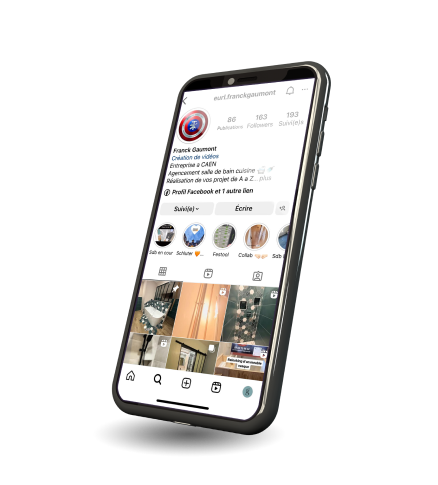 eurl.franckgaumont
86 163 193
Publications Followers Suivi(e)s
Franck Gaumont
Création de vidéos
Entreprise a CAEN
Agencement salle de bain cuisine
Réalisation de vos projet de A a Z... plus
Profil Facebook et 1 autre lien
Suivi(e) Écrire
Sdb en cour Schluter Festool Collab Sdb